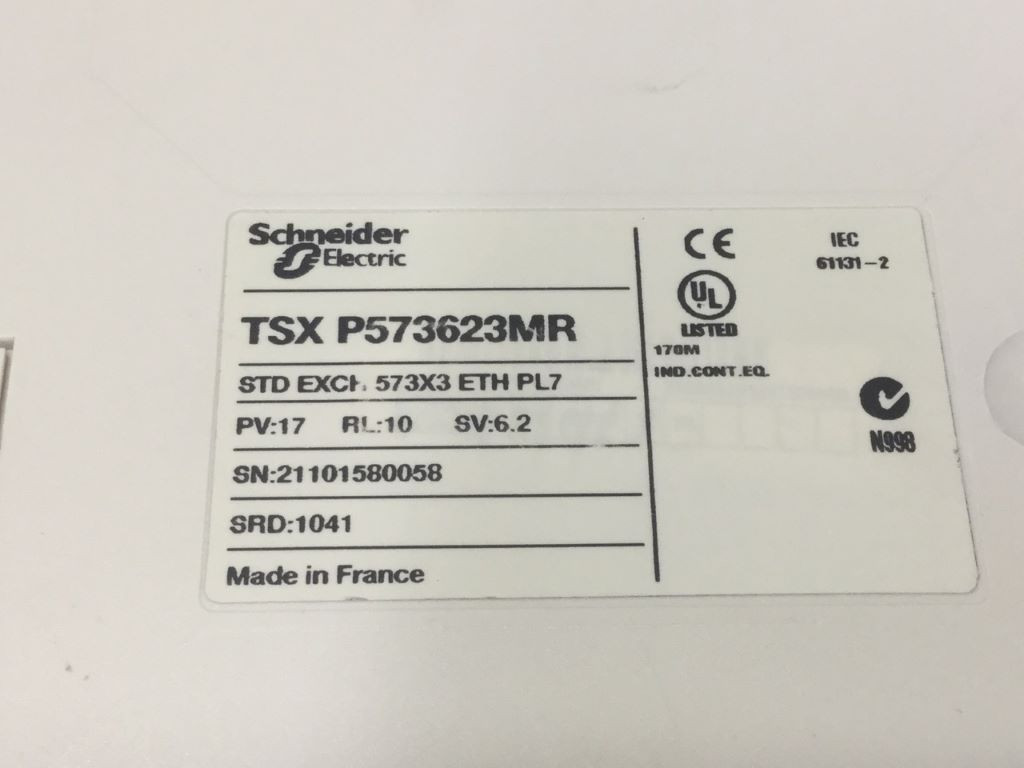 Schneider
Electric
TSX P573623MR
STD EXCH 573X3 ETH PL7
PV:17 RL:10 SV:6.2
SN:21101580058
SRD:1041
Made in France
CE
IEC
61131-2
UL
LISTED
170M
IND.CONT.EQ.
N998